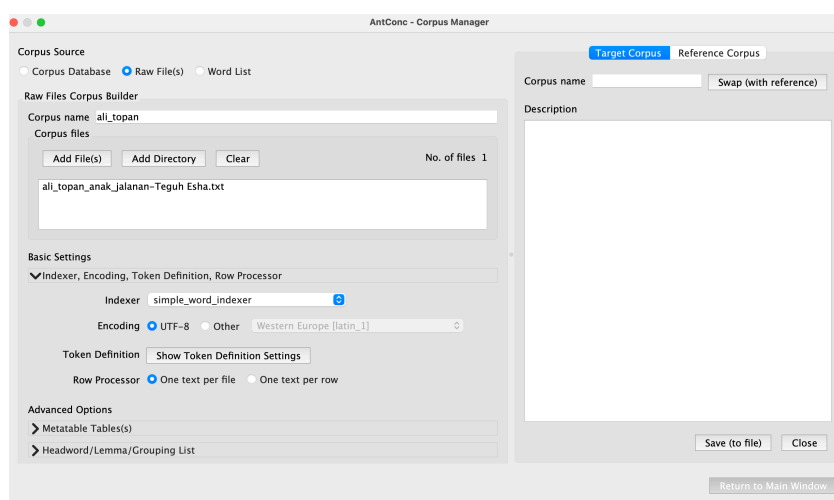 AntConc - Corpus Manager
Corpus Source
Corpus Database Raw File(s) Word List
Raw Files Corpus Builder
Corpus name ali_topan
Corpus files
Add File(s) Add Directory Clear No. of files 1
ali_topan_anak_jalanan-Teguh Esha.txt
Basic Settings
Indexer, Encoding, Token Definition, Row Processor
Indexer simple_word_indexer
Encoding UTF-8 Other Western Europe [latin_1]
Token Definition Show Token Definition Settings
Row Processor One text per file One text per row
Advanced Options
Metatable Tables(s)
Headword/Lemma/Grouping List
Target Corpus Reference Corpus
Corpus name Swap (with reference)
Description
Save (to file) Close
Return to Main Window